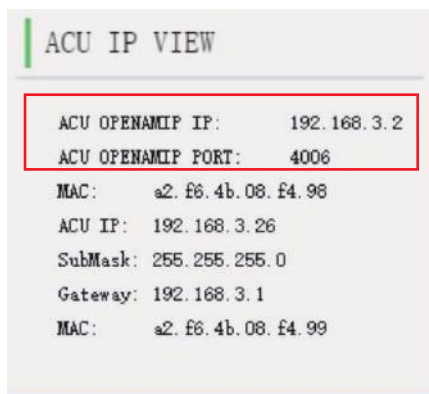 ACU IP VIEW
ACU OPENAMIP IP: 192.168.3.2
ACU OPENAMIP PORT: 4006
MAC: a2.f6.4b.08.f4.98
ACU IP: 192.168.3.26
SubMask: 255.255.255.0
Gateway: 192.168.3.1
MAC: a2.f6.4b.08.f4.99